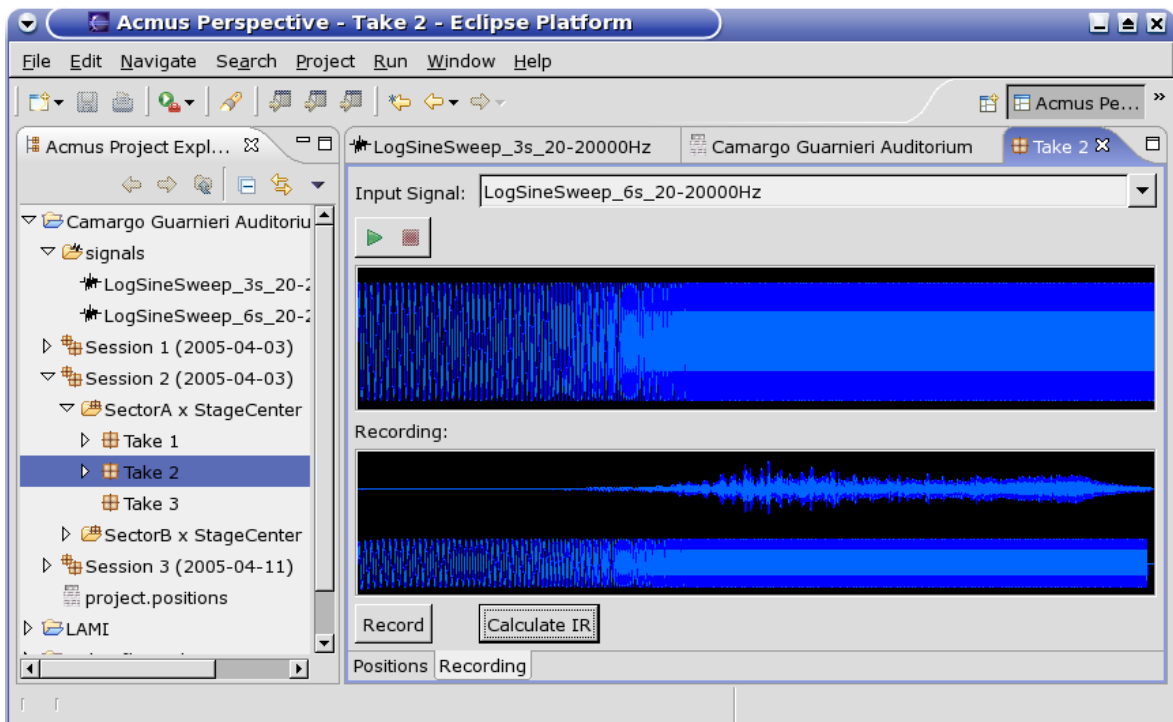 Acmus Perspective - Take 2 - Eclipse Platform
File Edit Navigate Search Project Run Window Help
Acmus Pe... »
Acmus Project Expl...
LogSineSweep_3s_20-20000Hz
Camargo Guarnieri Auditorium
Take 2
Input Signal: LogSineSweep_6s_20-20000Hz
Camargo Guarnieri Auditoriu
signals
LogSineSweep_3s_20-2
LogSineSweep_6s_20-2
Session 1 (2005-04-03)
Session 2 (2005-04-03)
SectorA x StageCenter
Take 1
Take 2
Take 3
SectorB x StageCenter
Session 3 (2005-04-11)
project.positions
LAMI
Recording:
Record
Calculate IR
Positions Recording